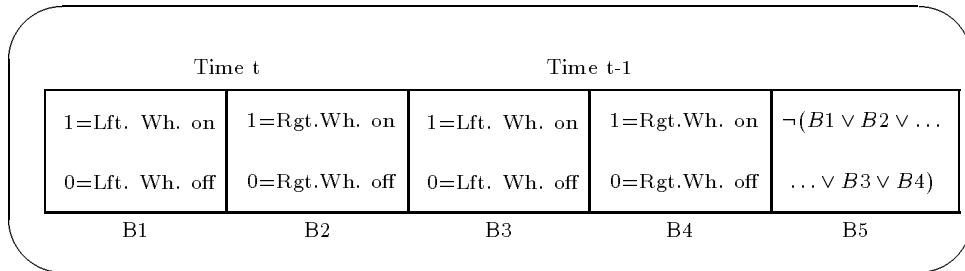 Time t Time t-1
1=Lft. Wh. on 1=Rgt.Wh. on 1=Lft. Wh. on 1=Rgt.Wh. on ¬(B1 ∨ B2 ∨ ...
0=Lft. Wh. off 0=Rgt.Wh. off 0=Lft. Wh. off 0=Rgt.Wh. off ... ∨ B3 ∨ B4)
B1 B2 B3 B4 B5